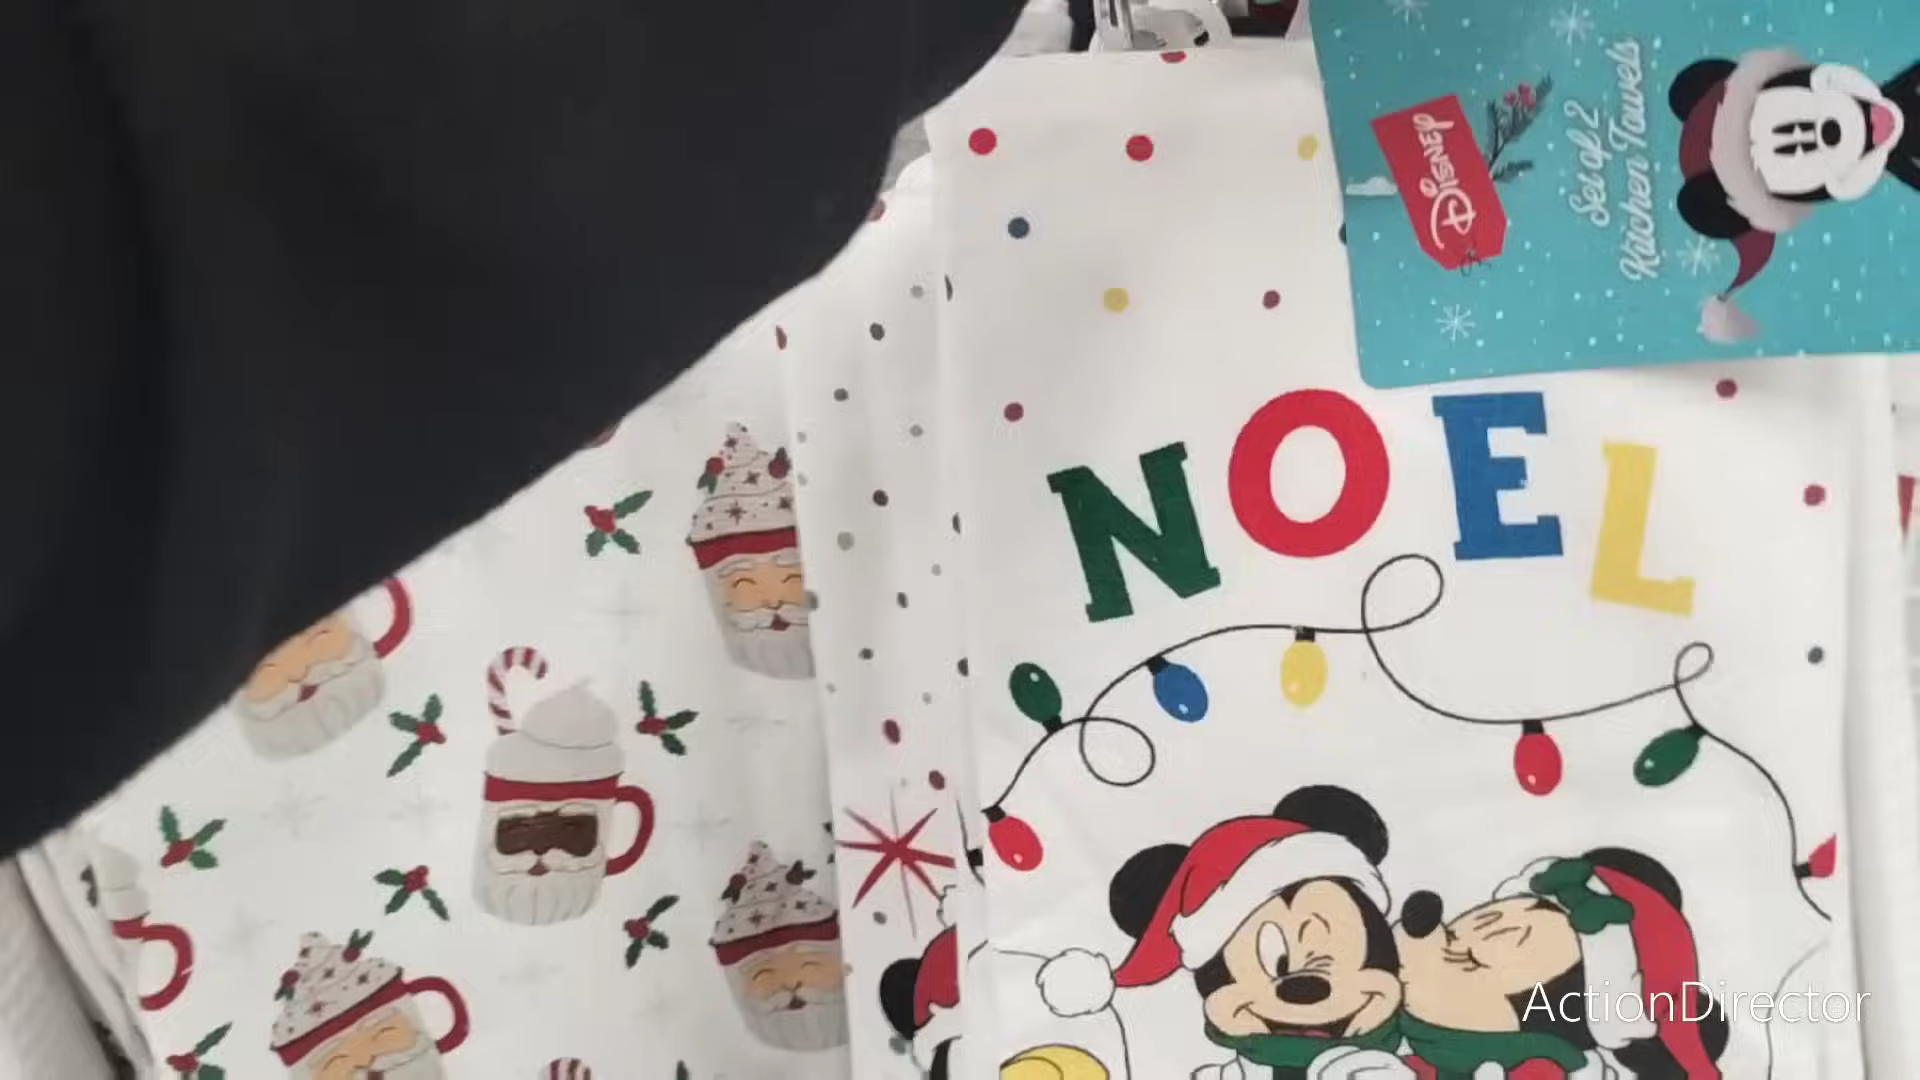 DISNEY
Set of 2
Kitchen Towels
NOEL
ActionDirector